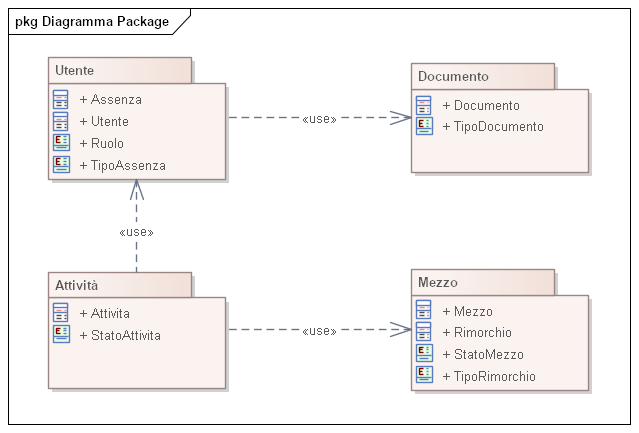 pkg Diagramma Package
Utente
+ Assenza
+ Utente
+ Ruolo
+ TipoAssenza
«use»
Documento
+ Documento
+ TipoDocumento
«use»
Attività
+ Attivita
+ StatoAttivita
«use»
Mezzo
+ Mezzo
+ Rimorchio
+ StatoMezzo
+ TipoRimorchio